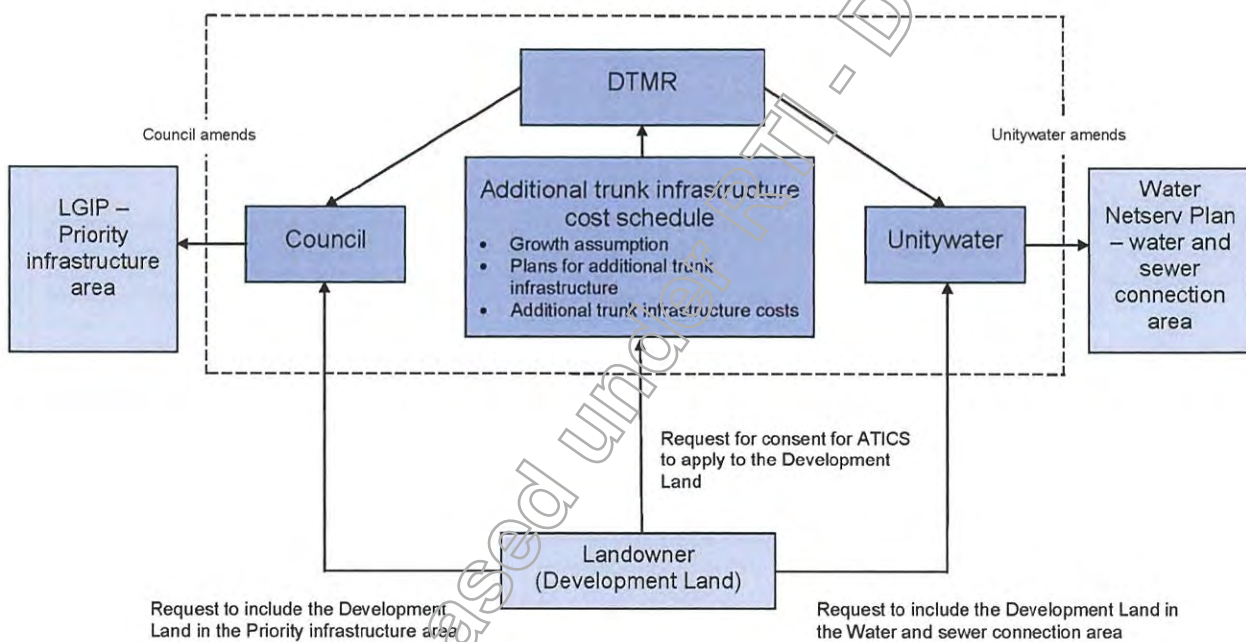 DTMR
Council amends
Unitywater amends
LGIP –
Priority
infrastructure
area
Council
Additional trunk infrastructure
cost schedule
• Growth assumption
• Plans for additional trunk
infrastructure
• Additional trunk infrastructure costs
Unitywater
Water
Netserv Plan
– water and
sewer
connection
area
Request for consent for ATICS
to apply to the Development
Land
Landowner
(Development Land)
Request to include the Development
Land in the Priority infrastructure area
Request to include the Development Land in
the Water and sewer connection area
ased under RTI - D